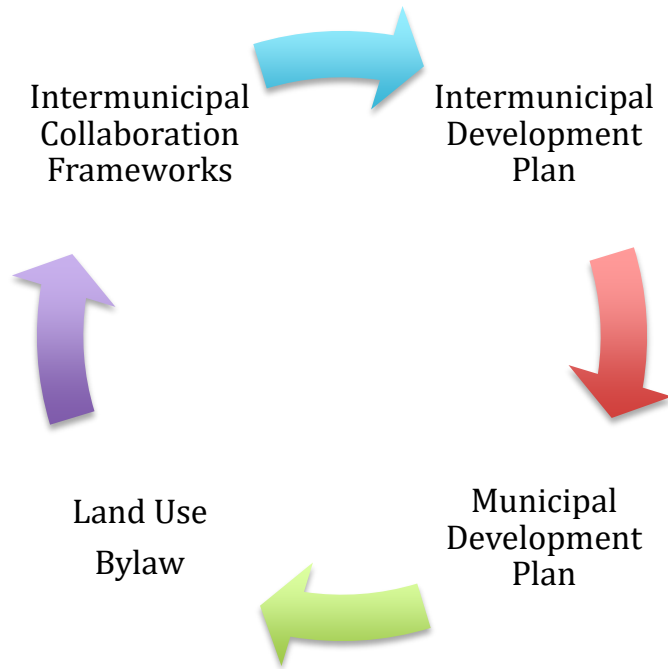 Intermunicipal
Collaboration
Frameworks
Intermunicipal
Development
Plan
Municipal
Development
Plan
Land Use
Bylaw